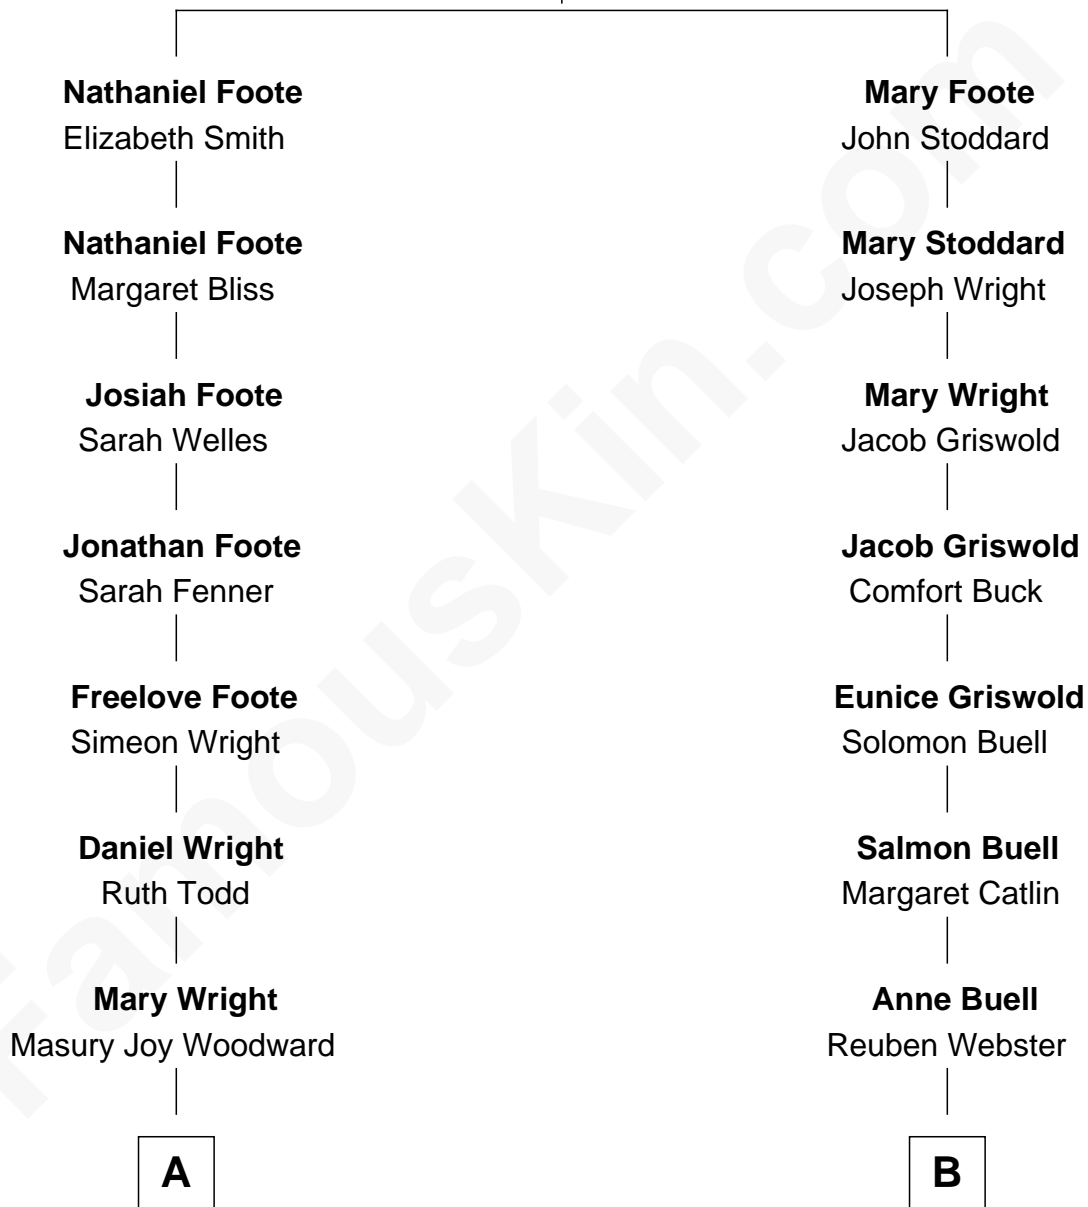 Nathaniel Foote
Elizabeth Smith
Nathaniel Foote
Margaret Bliss
Josiah Foote
Sarah Welles
Jonathan Foote
Sarah Fenner
Freelove Foote
Simeon Wright
Daniel Wright
Ruth Todd
Mary Wright
Masury Joy Woodward
A
Mary Foote
John Stoddard
Mary Stoddard
Joseph Wright
Mary Wright
Jacob Griswold
Jacob Griswold
Comfort Buck
Eunice Griswold
Solomon Buell
Salmon Buell
Margaret Catlin
Anne Buell
Reuben Webster
B
FamousKin.com